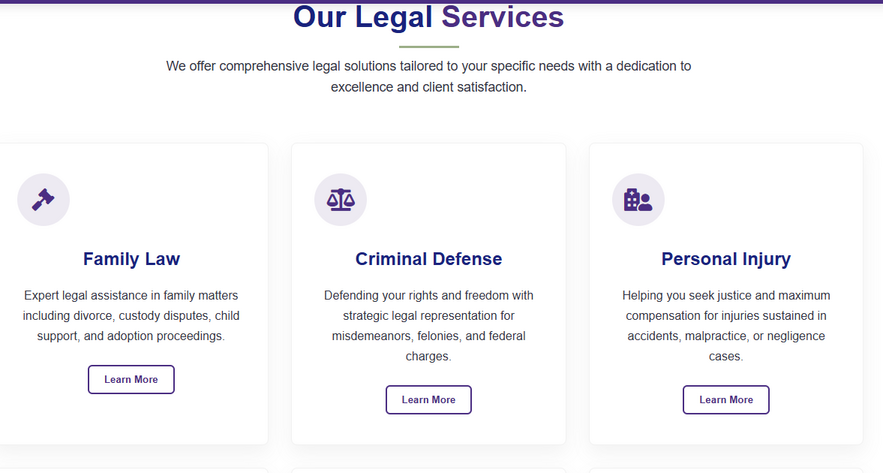 Our Legal Services
We offer comprehensive legal solutions tailored to your specific needs with a dedication to
excellence and client satisfaction.
Family Law
Expert legal assistance in family matters
including divorce, custody disputes, child
support, and adoption proceedings.
Learn More
Criminal Defense
Defending your rights and freedom with
strategic legal representation for
misdemeanors, felonies, and federal
charges.
Learn More
Personal Injury
Helping you seek justice and maximum
compensation for injuries sustained in
accidents, malpractice, or negligence
cases.
Learn More